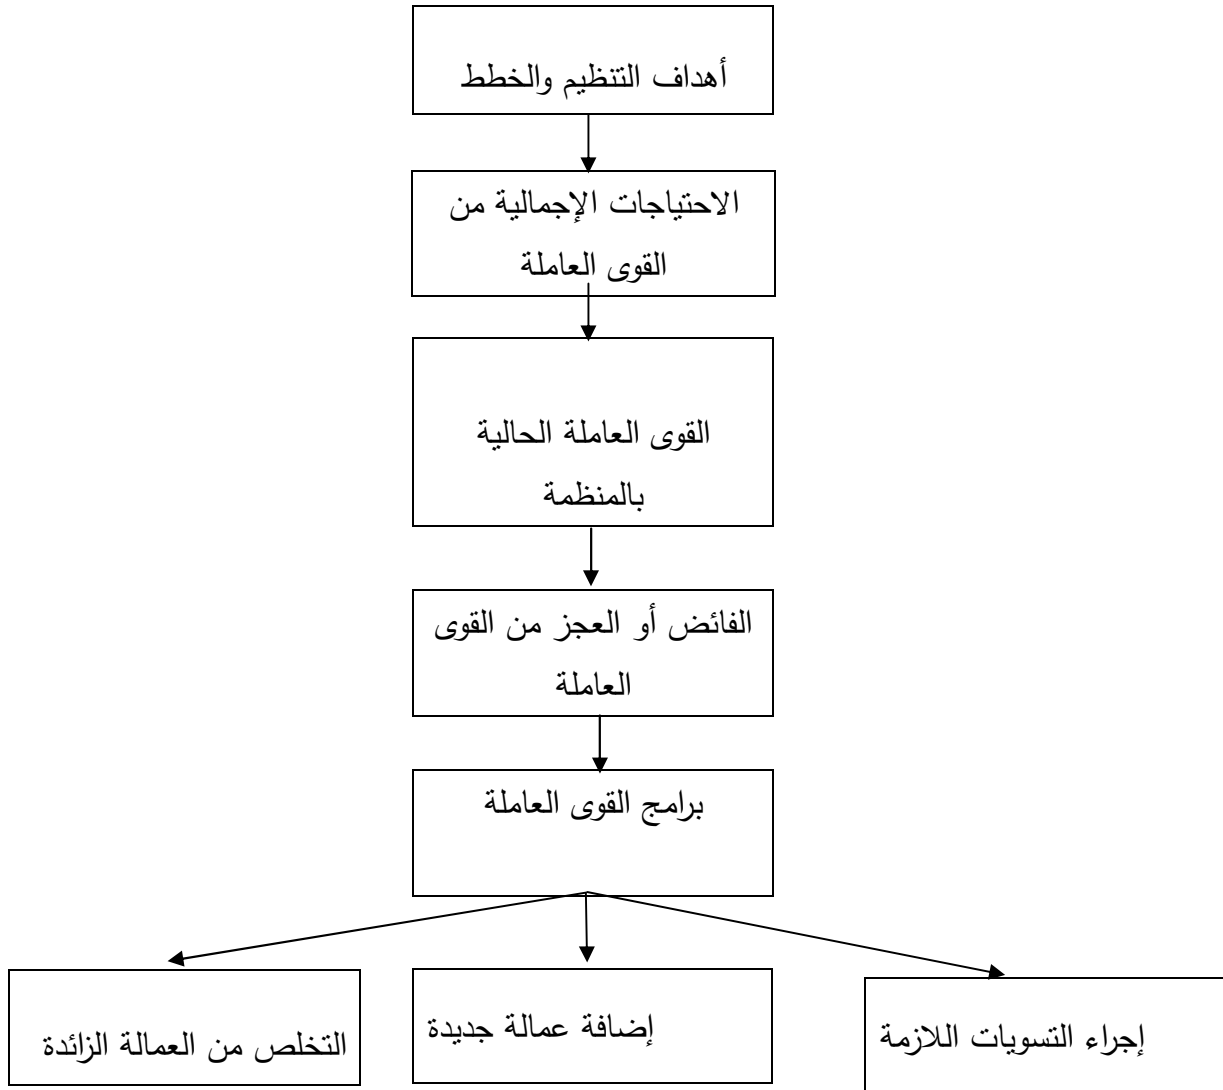 أهداف التنظيم والخطط
الاحتياجات الإجمالية من
القوى العاملة
القوى العاملة الحالية
بالمنظمة
الفائض أو العجز من القوى
العاملة
برامج القوى العاملة
إجراء التسويات اللازمة
إضافة عمالة جديدة
التخلص من العمالة الزائدة